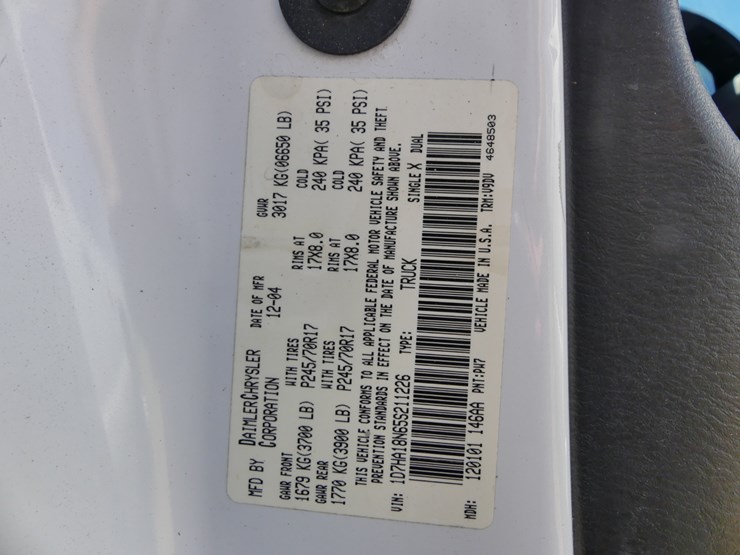 MFD BY DAIMLERCHRYSLER CORPORATION DATE OF MFR 12-04 GVWR 3017 KG(06650 LB)
GAWR FRONT WITH TIRES RIMS AT COLD
1679 KG(3700 LB) P245/70R17 17X8.0 240 KPA( 35 PSI)
GAWR REAR WITH TIRES RIMS AT COLD
1770 KG(3900 LB) P245/70R17 17X8.0 240 KPA( 35 PSI)
THIS VEHICLE CONFORMS TO ALL APPLICABLE FEDERAL MOTOR VEHICLE SAFETY AND THEFT
PREVENTION STANDARDS IN EFFECT ON THE DATE OF MANUFACTURE SHOWN ABOVE.
VIN: 1D7HA18N65S211226 TYPE: TRUCK SINGLE X DUAL
MDH: 120101 146AA PNT:PW7 VEHICLE MADE IN U.S.A. TRM:V9DV 4648503